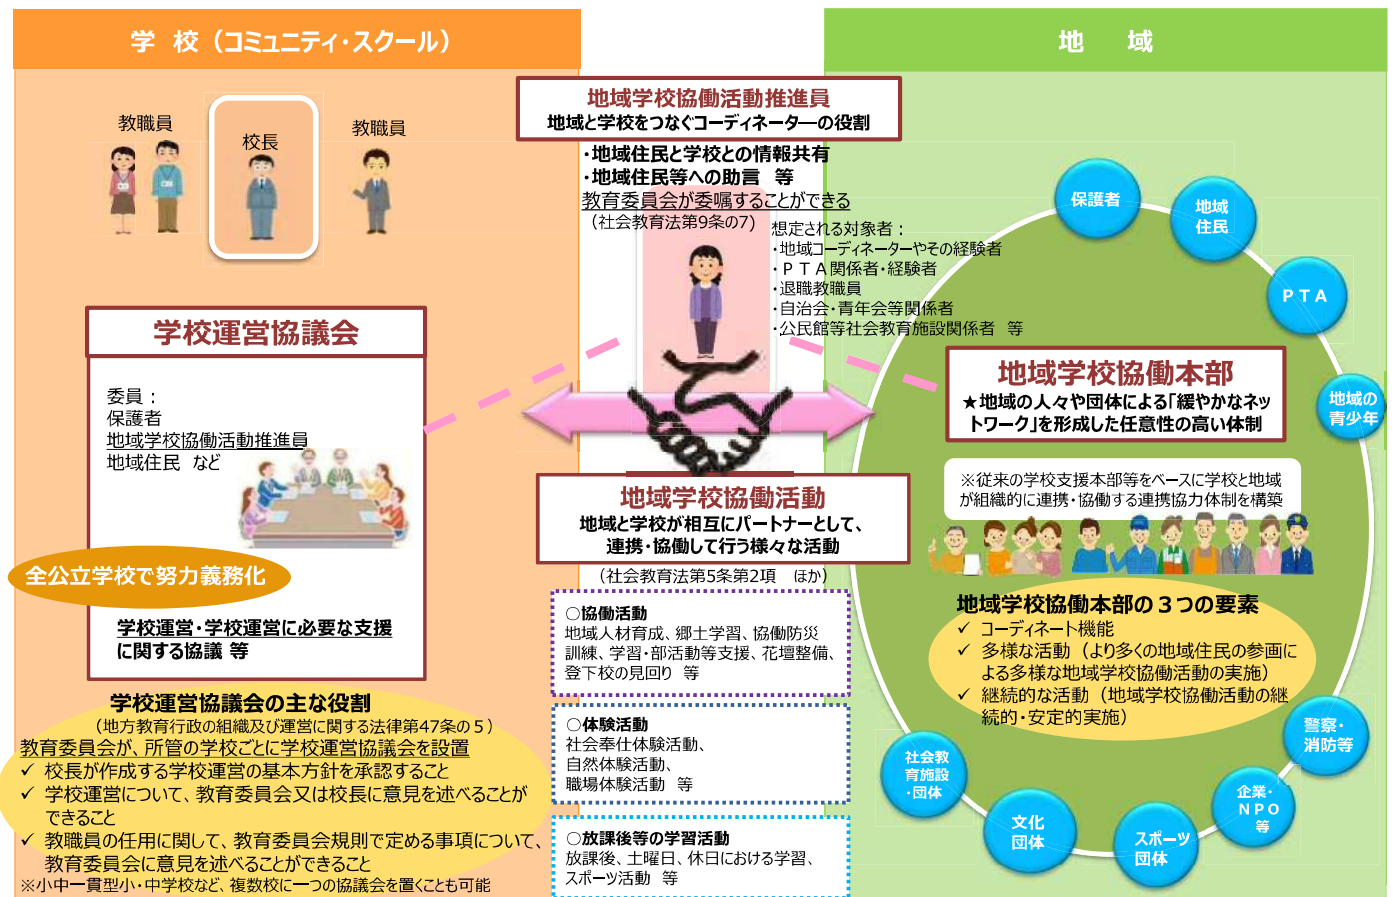 学 校（コミュニティ・スクール）
教職員
校長
教職員
学校運営協議会
委員：
保護者
地域学校協働活動推進員
地域住民 など
全公立学校で努力義務化
学校運営・学校運営に必要な支援
に関する協議 等
学校運営協議会の主な役割
（地方教育行政の組織及び運営に関する法律第47条の５）
教育委員会が、所管の学校ごとに学校運営協議会を設置
✓ 校長が作成する学校運営の基本方針を承認すること
✓ 学校運営について、教育委員会又は校長に意見を述べることが
できること
✓ 教職員の任用に関して、教育委員会規則で定める事項について、
教育委員会に意見を述べることができること
※小中一貫型小・中学校など、複数校に一つの協議会を置くことも可能
地域学校協働活動推進員
地域と学校をつなぐコーディネーターの役割
・地域住民と学校との情報共有
・地域住民等への助言 等
教育委員会が委嘱することができる
（社会教育法第9条の7）
想定される対象者：
・地域コーディネーターやその経験者
・ＰＴＡ関係者・経験者
・退職教職員
・自治会・青年会等関係者
・公民館等社会教育施設関係者 等
地域学校協働活動
地域と学校が相互にパートナーとして、
連携・協働して行う様々な活動
（社会教育法第5条第2項 ほか）
○協働活動
地域人材育成、郷土学習、協働防災
訓練、学習・部活動等支援、花壇整備、
登下校の見回り 等
○体験活動
社会奉仕体験活動、
自然体験活動、
職場体験活動 等
○放課後等の学習活動
放課後、土曜日、休日における学習、
スポーツ活動 等
地 域
保護者
地域
住民
ＰＴＡ
地域の
青少年
地域学校協働本部
★地域の人々や団体による「緩やかなネッ
トワーク」を形成した任意性の高い体制
※従来の学校支援本部等をベースに学校と地域
が組織的に連携・協働する連携協力体制を構築
地域学校協働本部の３つの要素
✓ コーディネート機能
✓ 多様な活動（より多くの地域住民の参画に
よる多様な地域学校協働活動の実施）
✓ 継続的な活動（地域学校協働活動の継
続的・安定的実施）
警察・
消防等
企業・
ＮＰＯ
等
スポーツ
団体
文化
団体
社会教
育施設
・団体